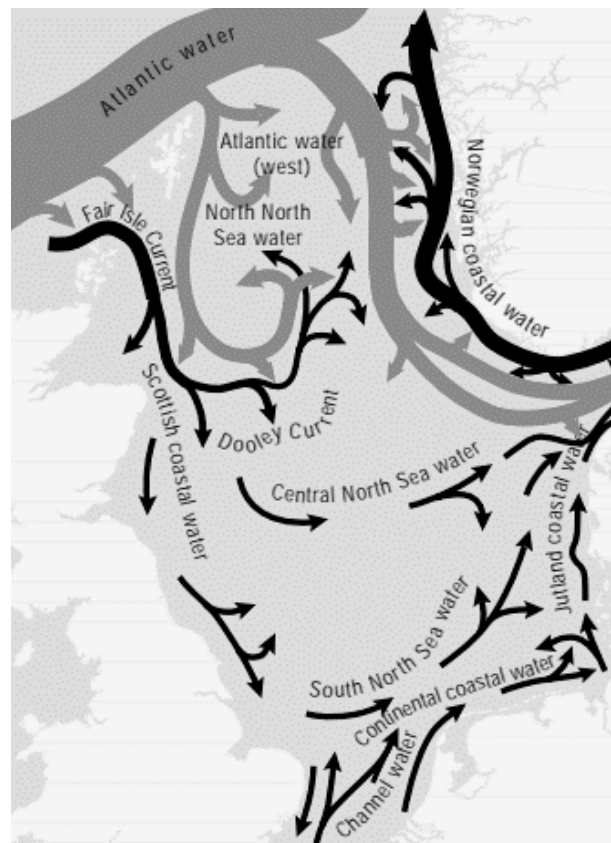 Atlantic water
Atlantic water
(west)
Norwegian coastal water
North North
Sea water
Fair Isle Current
Scottish coastal water
Dooley Current
Central North Sea water
Jutland coastal water
South North Sea water
Continental coastal water
Channel water